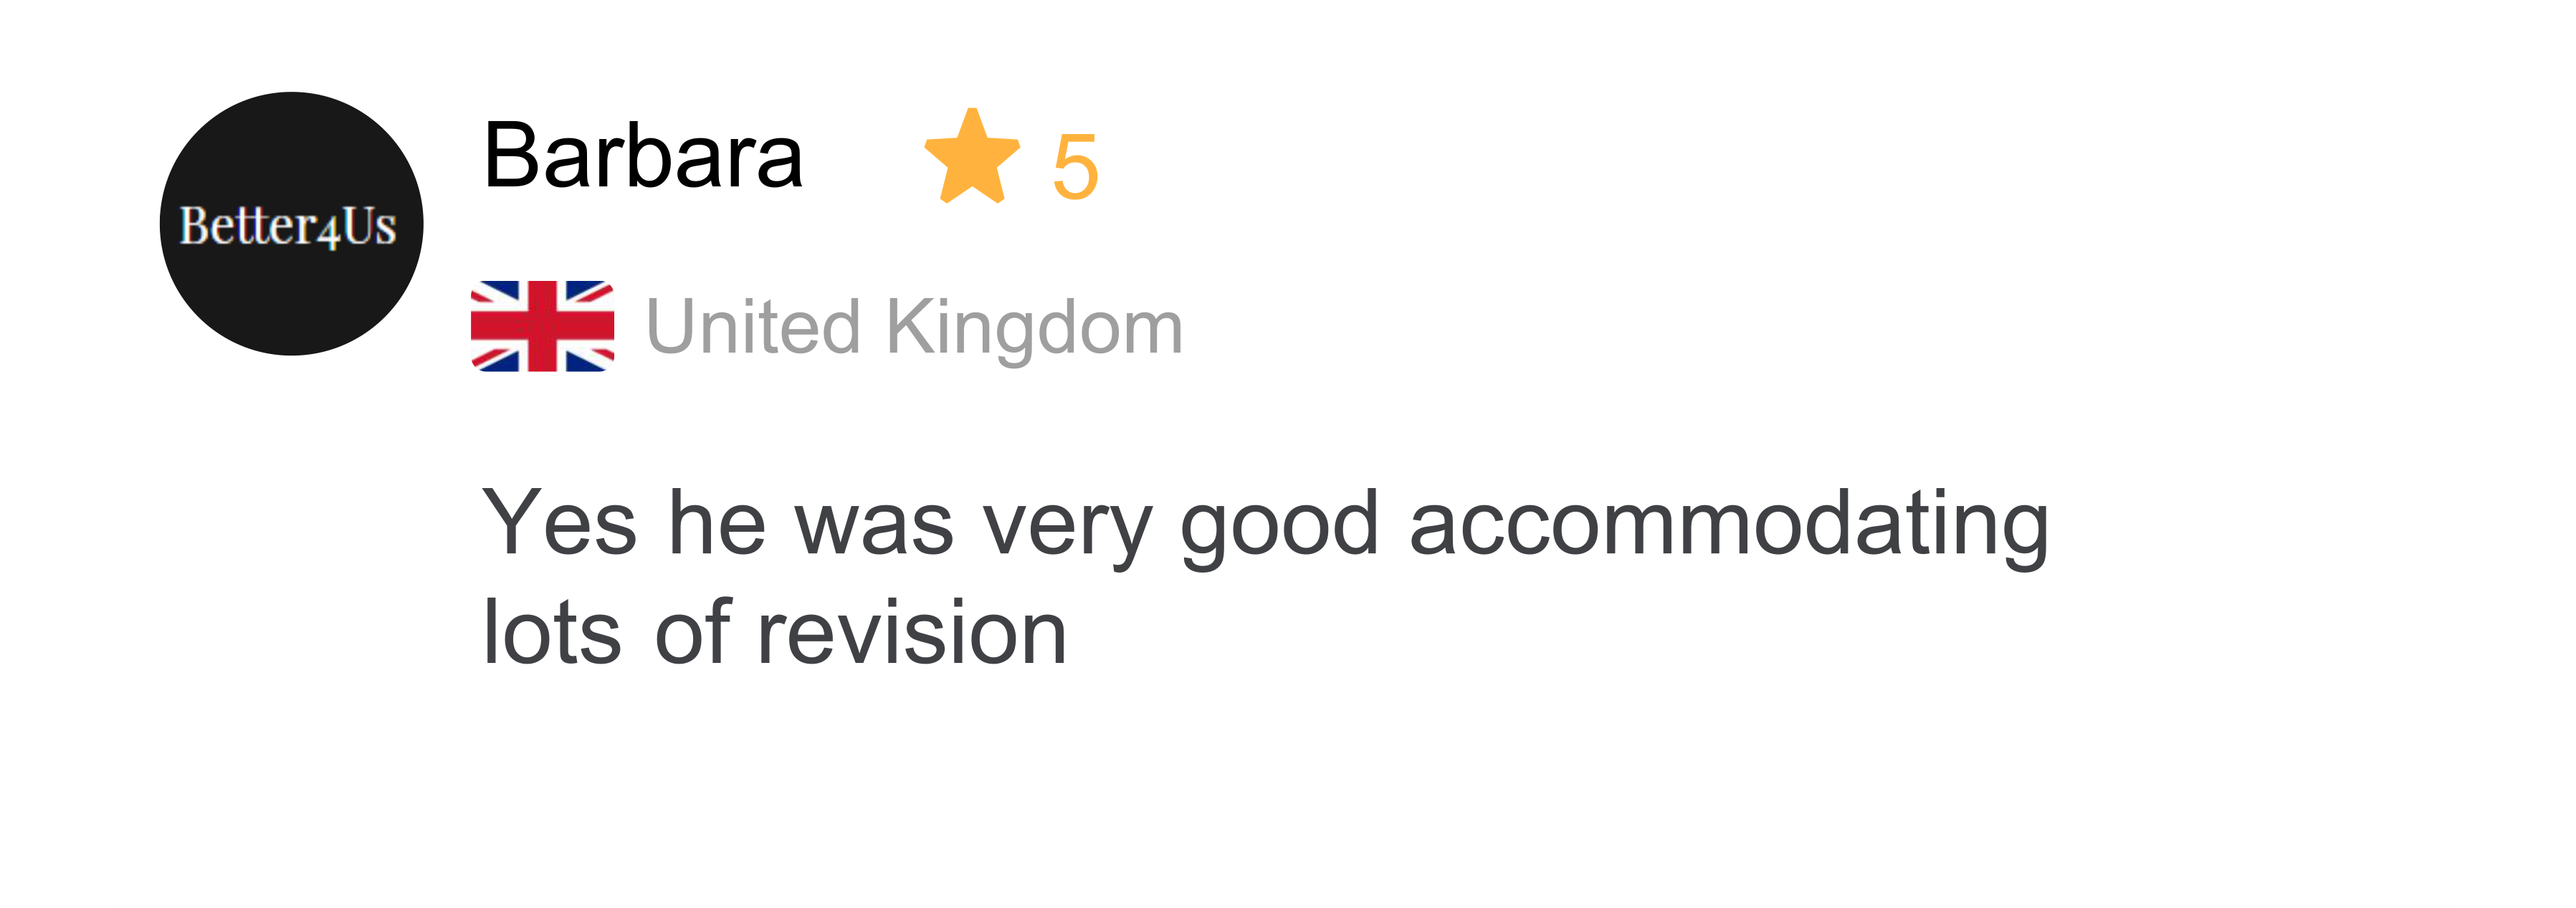 Better4Us
Barbara
5
United Kingdom
Yes he was very good accommodating
lots of revision